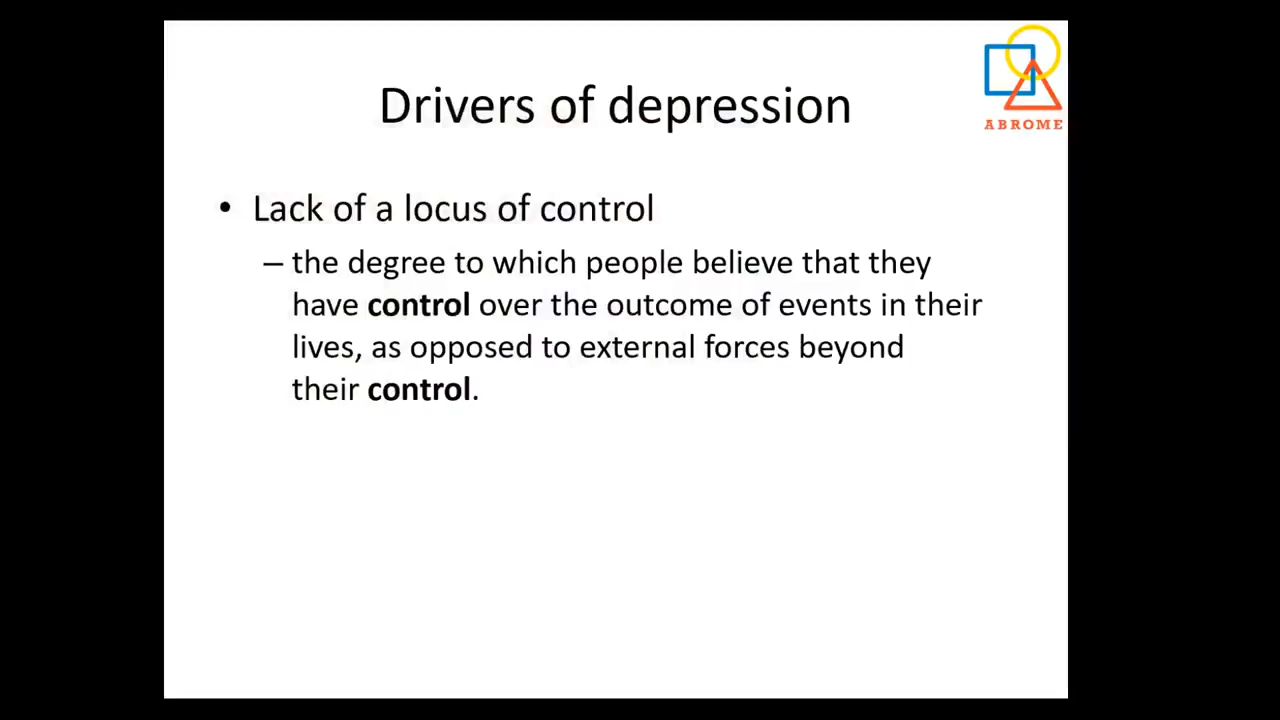 ABROME
Drivers of depression
• Lack of a locus of control
– the degree to which people believe that they
have control over the outcome of events in their
lives, as opposed to external forces beyond
their control.